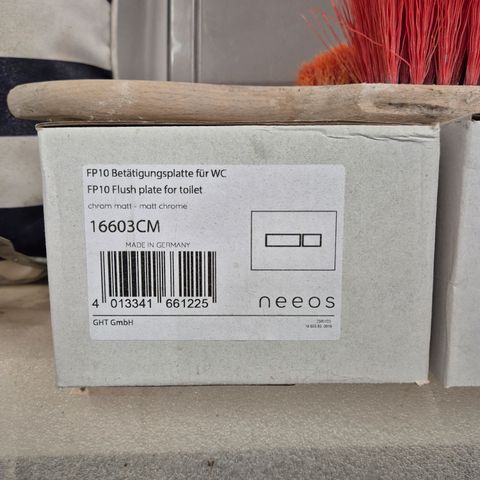 FP10 Betätigungsplatte für WC
FP10 Flush plate for toilet
chrom matt - matt chrome
16603CM
MADE IN GERMANY
4 013341 661225
neeos
GHT GmbH